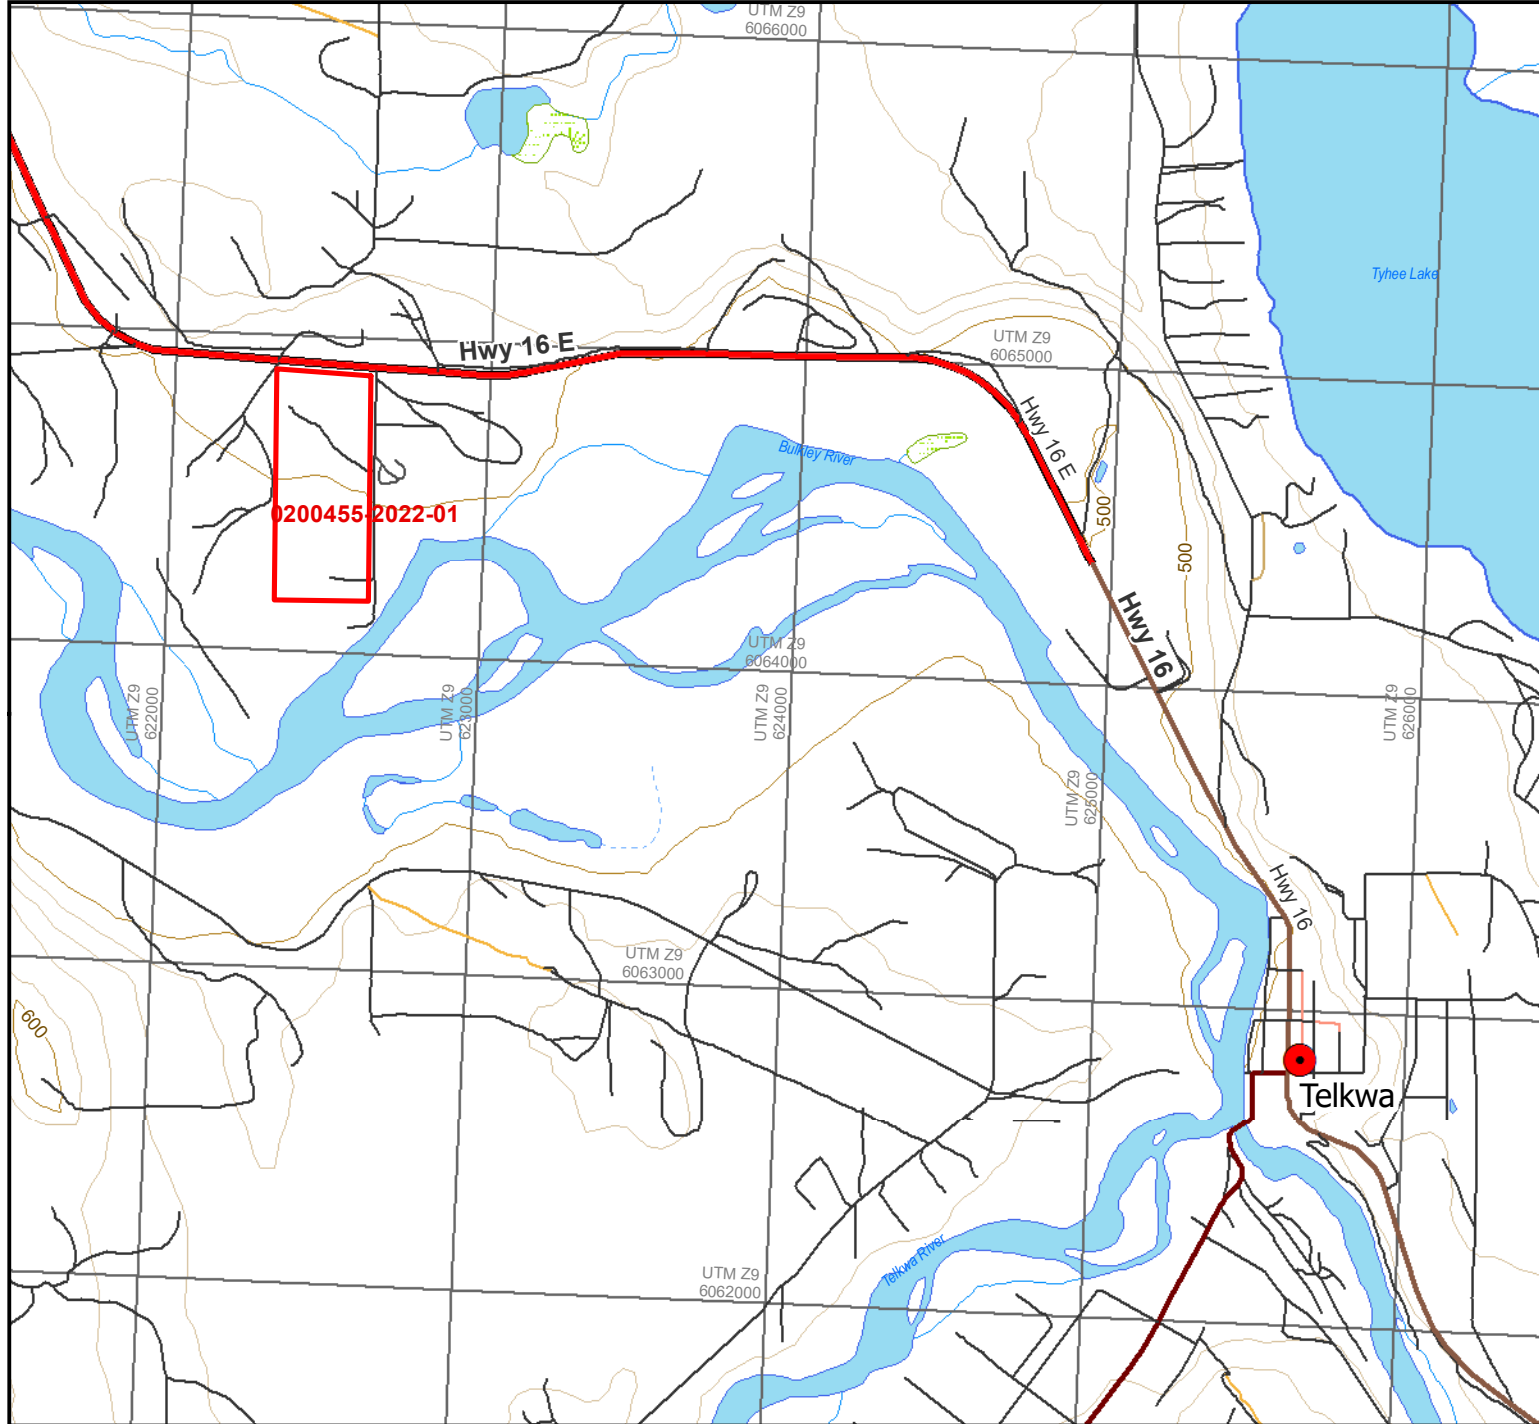 UTM Z9
6066000
Tyhee Lake
Hwy 16 E
UTM Z9
6065000
Hwy 16 E
Bulkley River
0200455-2022-01
500
500
Hwy 16
UTM Z9
6064000
UTM Z9
622000
UTM Z9
623000
UTM Z9
624000
UTM Z9
625000
UTM Z9
626000
Hwy 16
UTM Z9
6063000
600
Telkwa
Telkwa River
UTM Z9
6062000